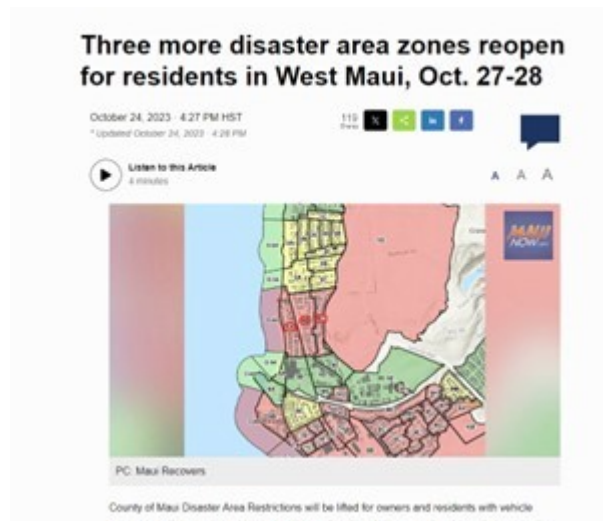 Three more disaster area zones reopen
for residents in West Maui, Oct. 27-28
October 24, 2023 · 4:27 PM HST
* Updated October 24, 2023 · 4:28 PM
119
Listen to this Article
4 minutes
A A A
MAUI
NOW
PC: Maui Recovers
County of Maui Disaster Area Restrictions will be lifted for owners and residents with vehicle